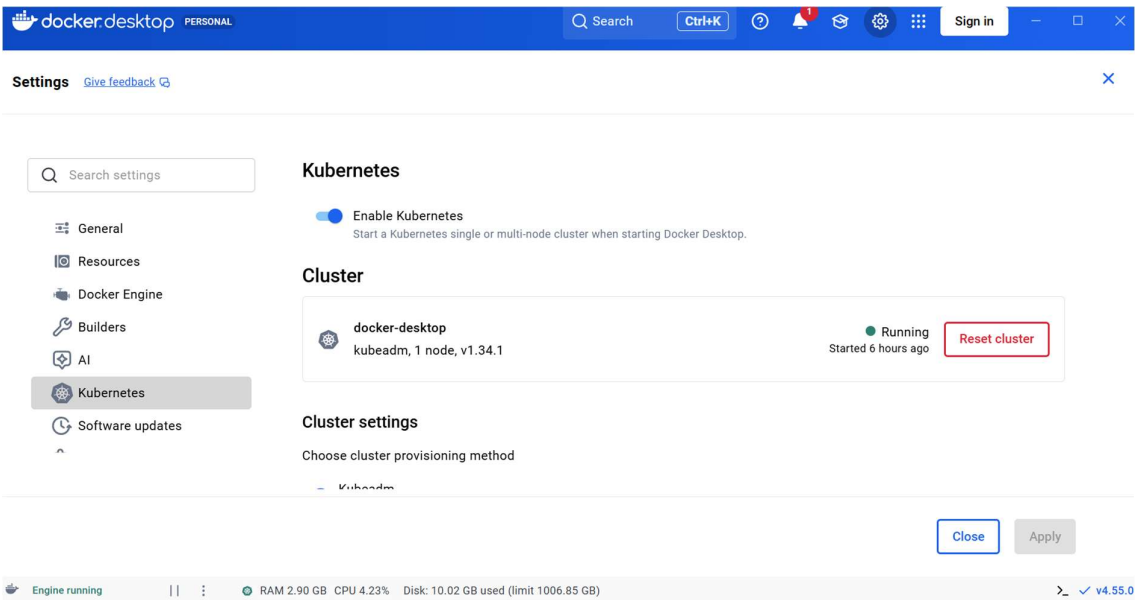 docker.desktop PERSONAL
Search Ctrl+K
1
Sign in
Settings Give feedback
Search settings
General
Resources
Docker Engine
Builders
AI
Kubernetes
Software updates
Kubernetes
Enable Kubernetes
Start a Kubernetes single or multi-node cluster when starting Docker Desktop.
Cluster
docker-desktop
kubeadm, 1 node, v1.34.1
Running
Started 6 hours ago
Reset cluster
Cluster settings
Choose cluster provisioning method
Kubeadm
Close
Apply
Engine running
RAM 2.90 GB CPU 4.23% Disk: 10.02 GB used (limit 1006.85 GB)
v4.55.0